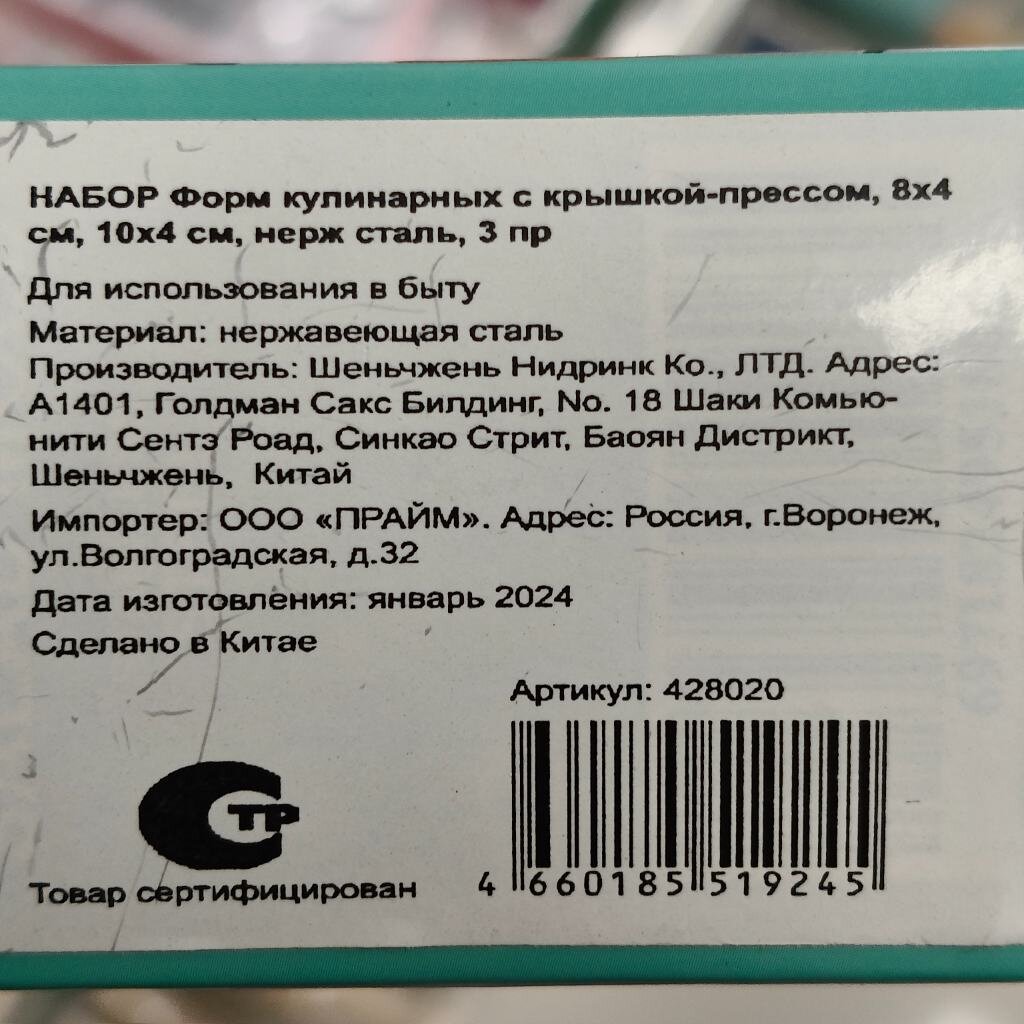 НАБОР Форм кулинарных с крышкой-прессом, 8х4
см, 10х4 см, нерж сталь, 3 пр
Для использования в быту
Материал: нержавеющая сталь
Производитель: Шеньчжень Нидринк Ко., ЛТД. Адрес:
А1401, Голдман Сакс Билдинг, No. 18 Шаки Комью-
нити Сентэ Роад, Синкао Стрит, Баоян Дистрикт,
Шеньчжень, Китай
Импортер: ООО «ПРАЙМ». Адрес: Россия, г.Воронеж,
ул.Волгоградская, д.32
Дата изготовления: январь 2024
Сделано в Китае
Артикул: 428020
СТР
Товар сертифицирован
4 660185 519245